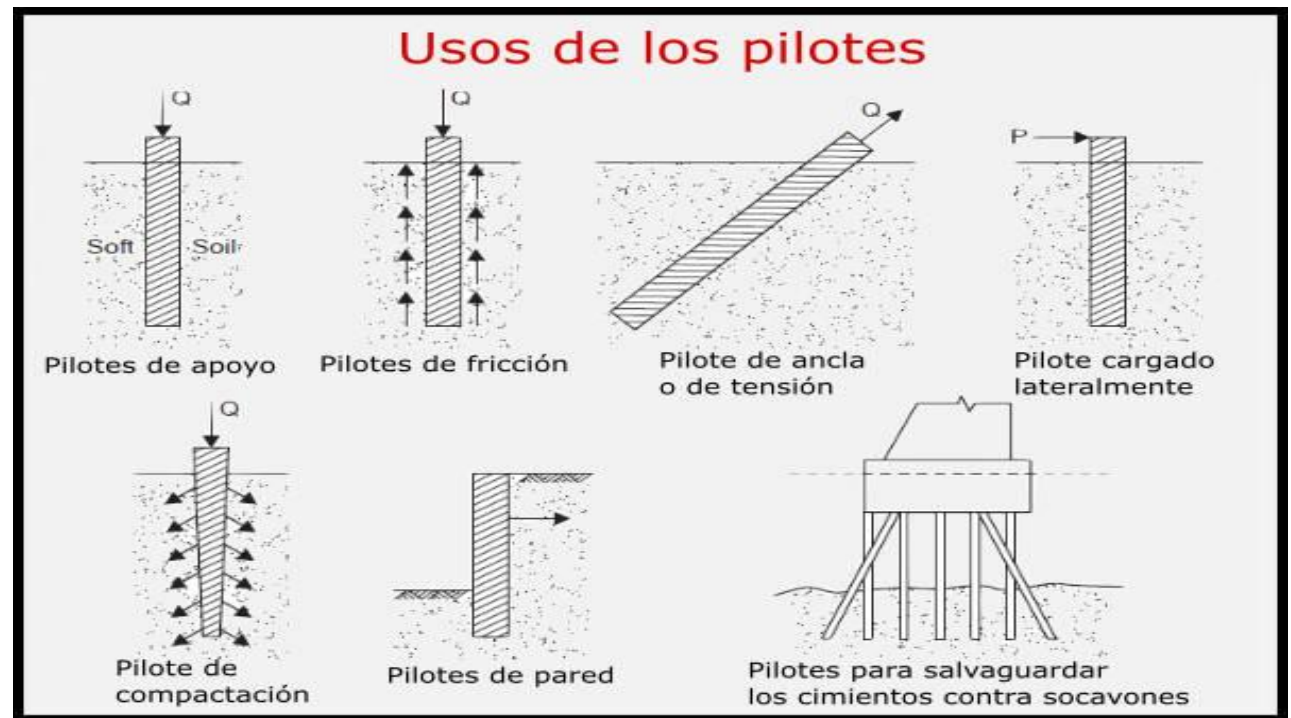 Usos de los pilotes
Q
Q
Q
P
Soft Soil
Pilotes de apoyo
Pilotes de fricción
Pilote de ancla
o de tensión
Pilote cargado
lateralmente
Q
Pilote de
compactación
Pilotes de pared
Pilotes para salvaguardar
los cimientos contra socavones